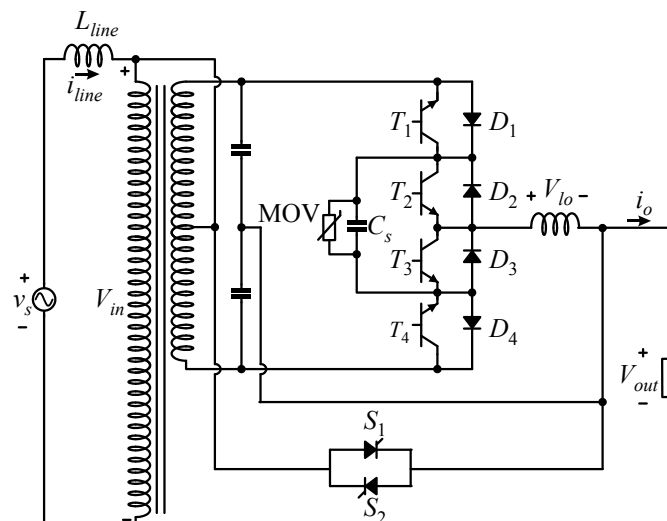 L_line
i_line
+
v_s
+
-
V_in
+
-
T_1
D_1
T_2
D_2
T_3
D_3
T_4
D_4
MOV
C_s
+ V_lo -
i_o
+
V_out
-
S_1
S_2